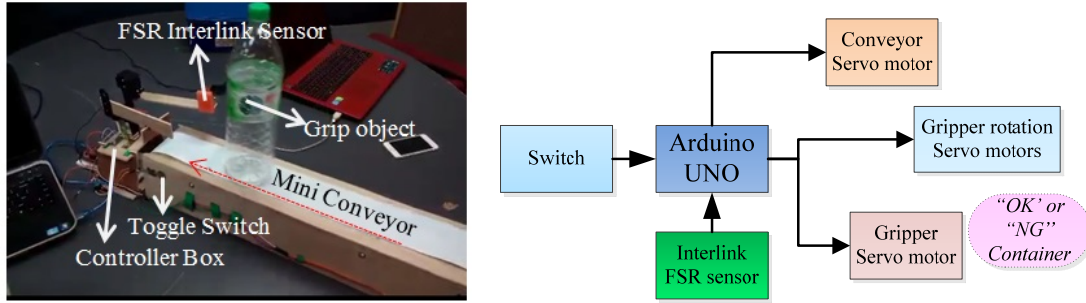 FSR Interlink Sensor
Grip object
Mini Conveyor
Toggle Switch
Controller Box
Conveyor
Servo motor
Switch
Arduino
UNO
Gripper rotation
Servo motors
Interlink
FSR sensor
Gripper
Servo motor
“OK’ or
“NG”
Container